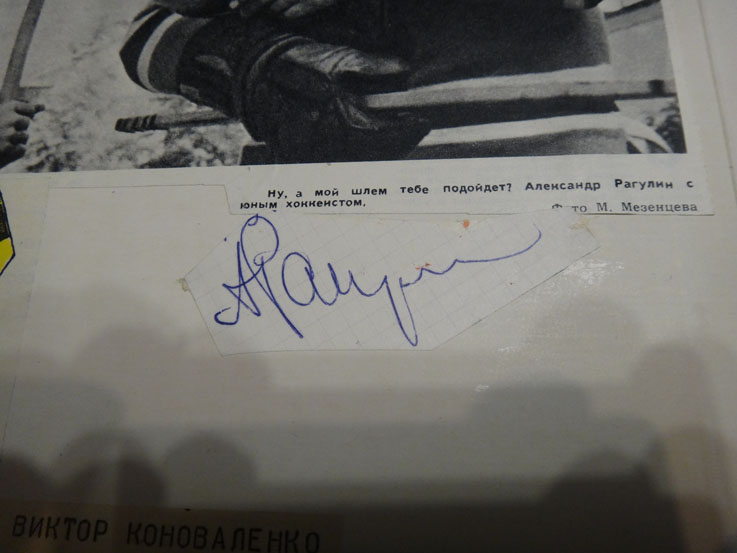 Ну, а мой шлем тебе подойдет? Александр Рагулин с
юным хоккеистом.
Фото М. Мезенцева
ВИКТОР КОНОВАЛЕНКО